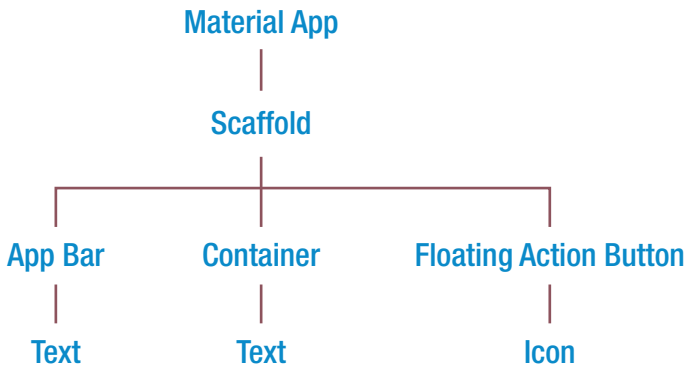 Material App
Scaffold
App Bar Container Floating Action Button
Text Text Icon